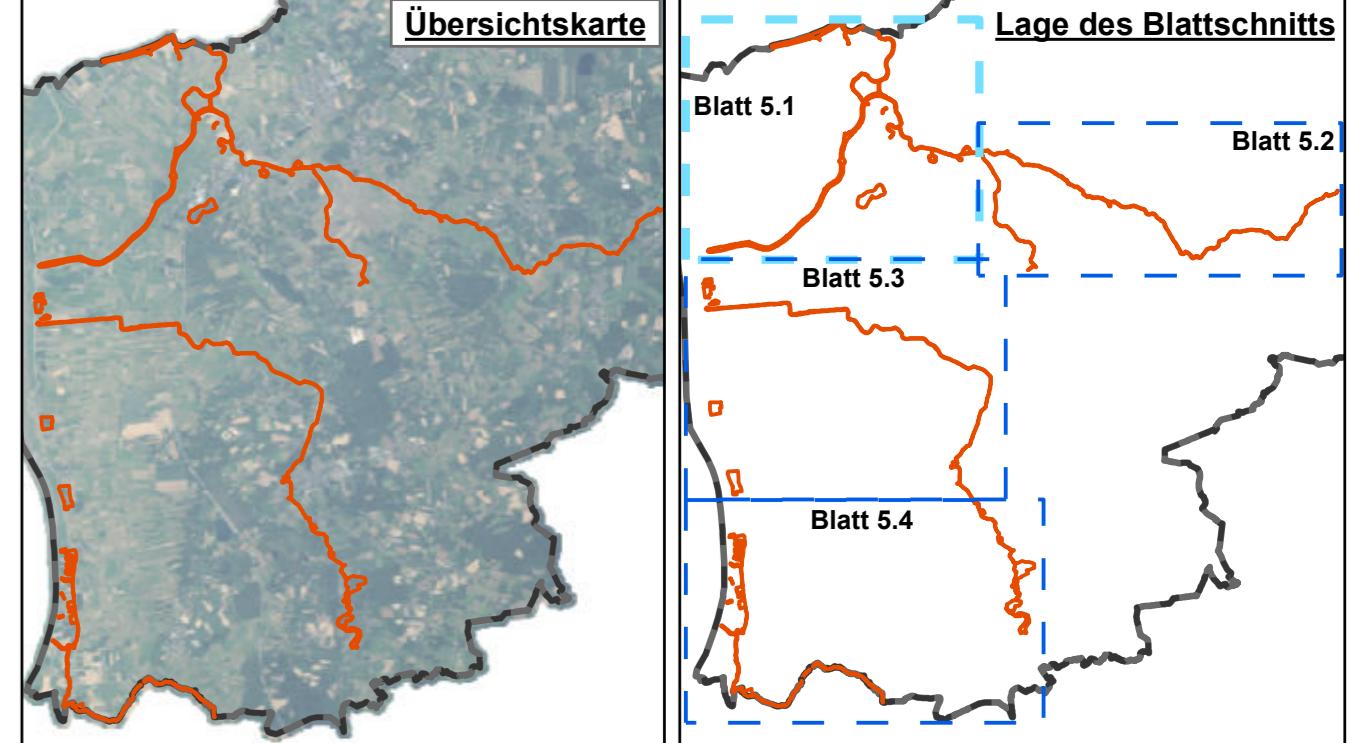 Übersichtskarte
Lage des Blattschnitts
Blatt 5.1
Blatt 5.2
Blatt 5.3
Blatt 5.4